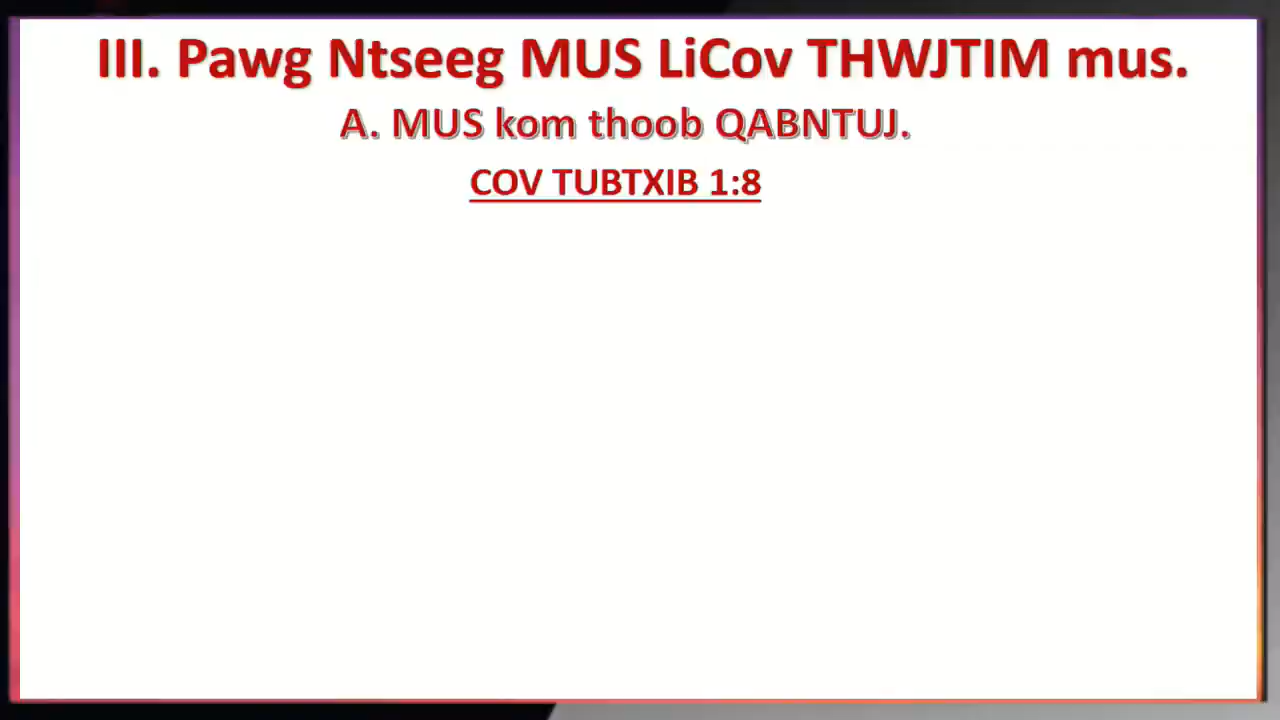 III. Pawg Ntseeg MUS LiCov THWJTIM mus.
A. MUS kom thoob QABNTUJ.
COV TUBTXIB 1:8